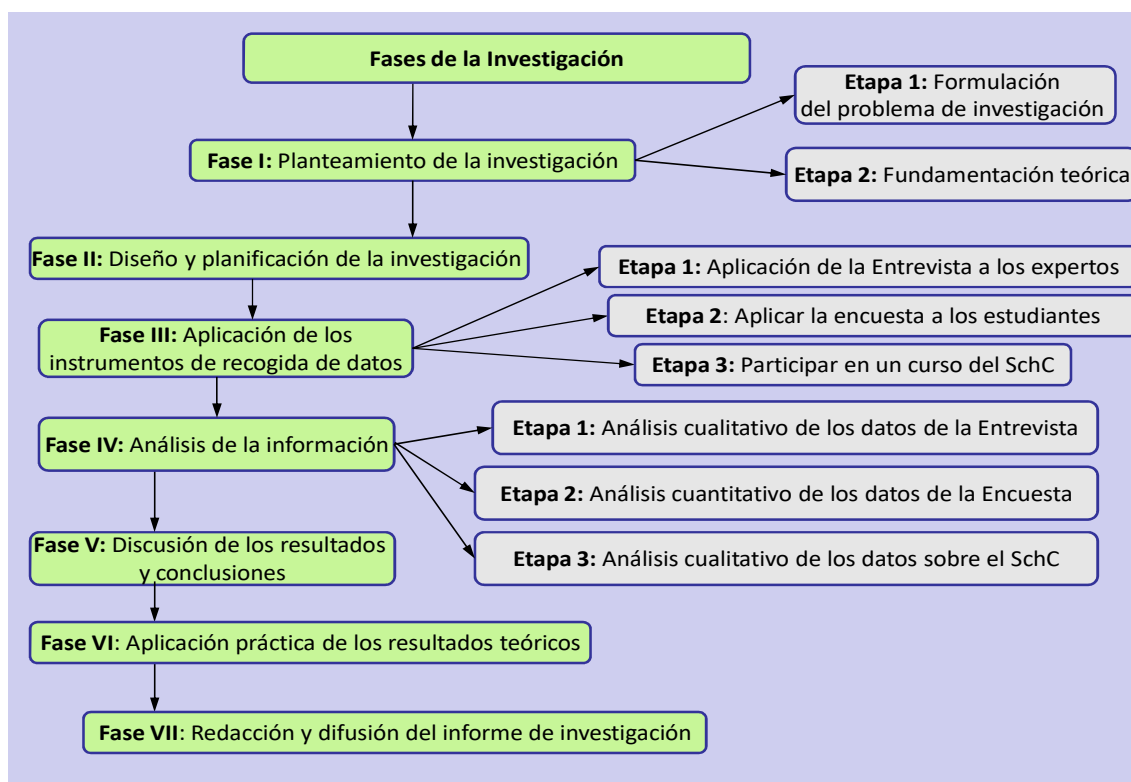 Fases de la Investigación
Etapa 1: Formulación
del problema de investigación
Fase I: Planteamiento de la investigación
Etapa 2: Fundamentación teórica
Fase II: Diseño y planificación de la investigación
Etapa 1: Aplicación de la Entrevista a los expertos
Etapa 2: Aplicar la encuesta a los estudiantes
Fase III: Aplicación de los
instrumentos de recogida de datos
Etapa 3: Participar en un curso del SchC
Fase IV: Análisis de la información
Etapa 1: Análisis cualitativo de los datos de la Entrevista
Etapa 2: Análisis cuantitativo de los datos de la Encuesta
Fase V: Discusión de los resultados
y conclusiones
Etapa 3: Análisis cualitativo de los datos sobre el SchC
Fase VI: Aplicación práctica de los resultados teóricos
Fase VII: Redacción y difusión del informe de investigación